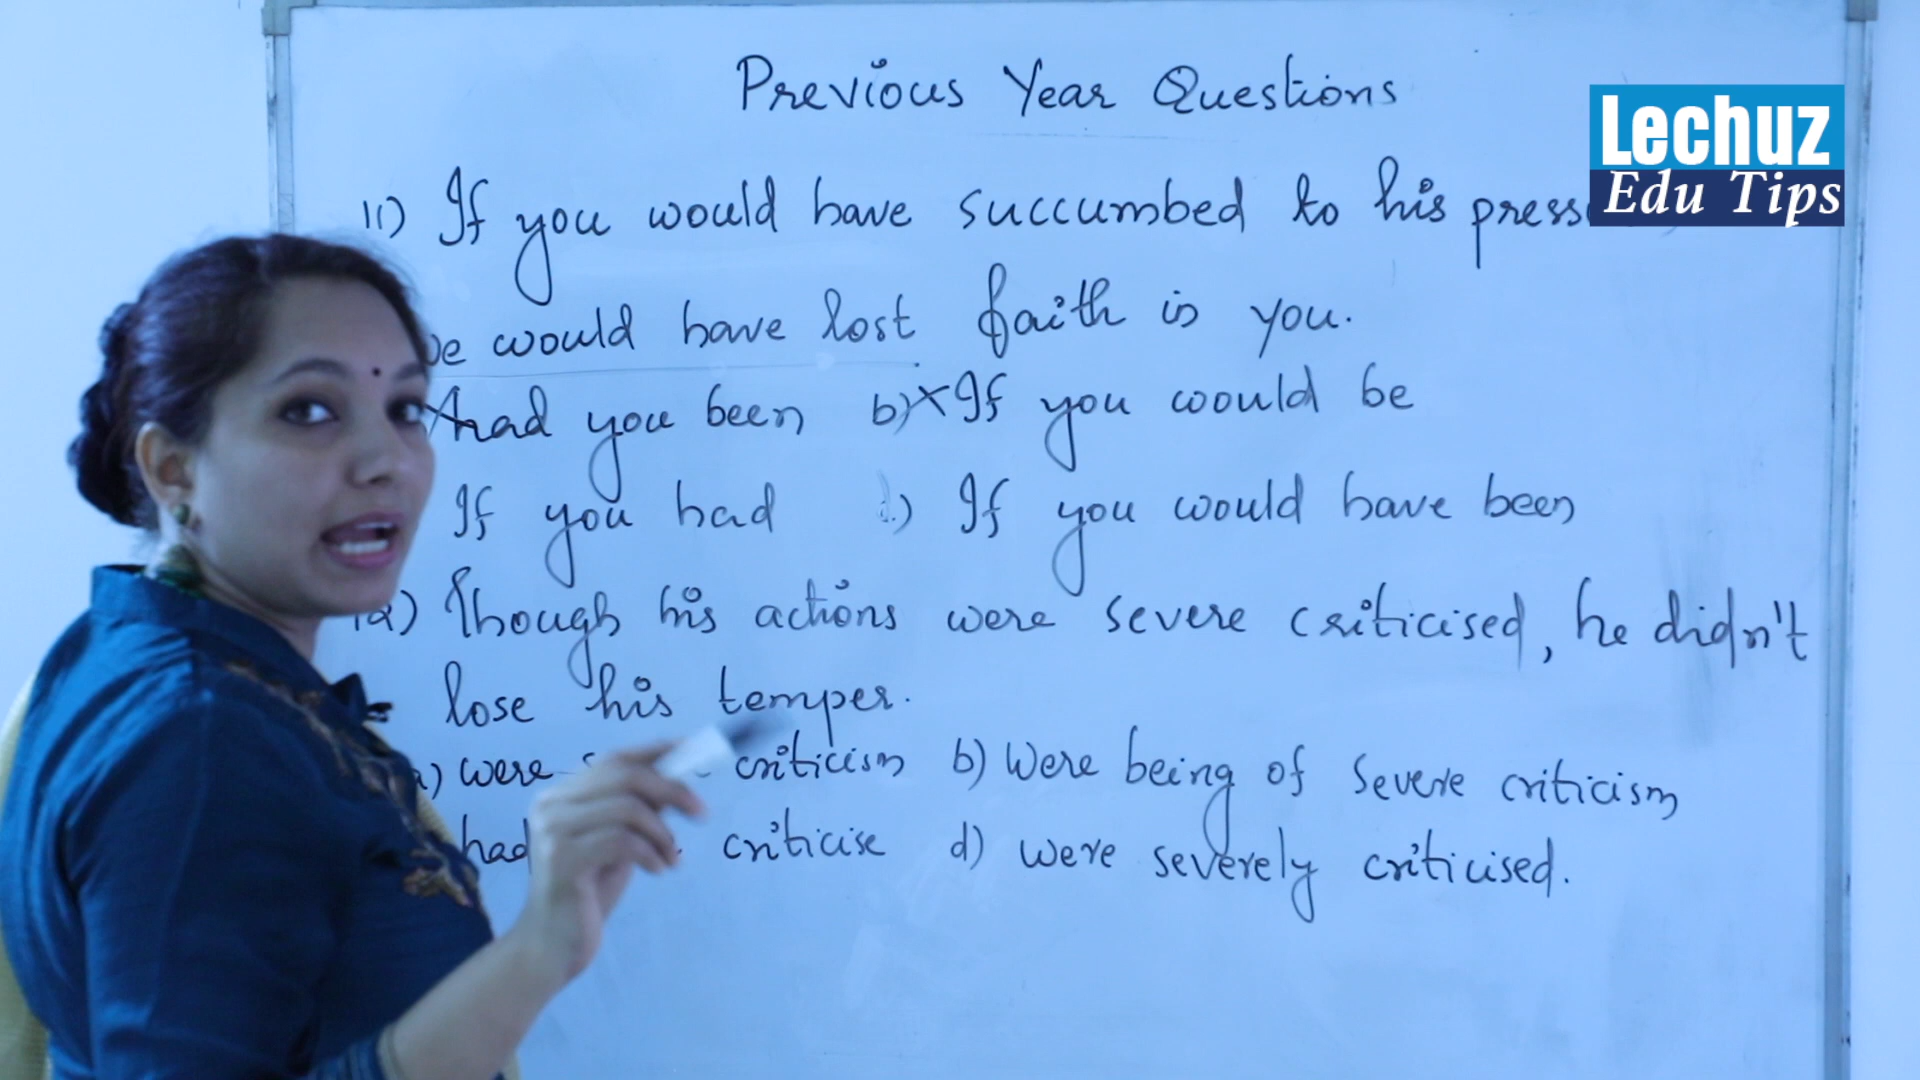 Previous Year Questions
Lechuz
Edu Tips
11) If you would have succumbed to his
would have lost faith is you.
had you been b) If you would be
If you had ) If you would have been
) Though his actions were severe criticised, he didn't
lose his temper.
a) were criticism b) Were being of severe criticism
had criticise d) were severely criticised.